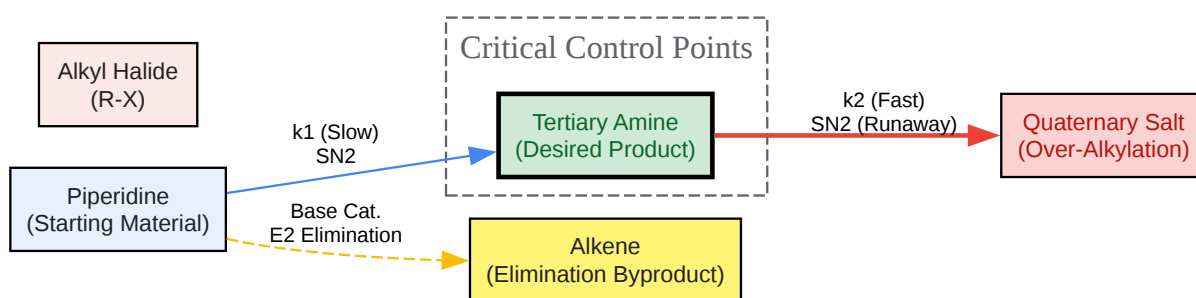 Critical Control Points
Alkyl Halide
(R-X)
k1 (Slow)
SN2
Tertiary Amine
(Desired Product)
k2 (Fast)
SN2 (Runaway)
Quaternary Salt
(Over-Alkylation)
Piperidine
(Starting Material)
Base Cat.
E2 Elimination
Alkene
(Elimination Byproduct)